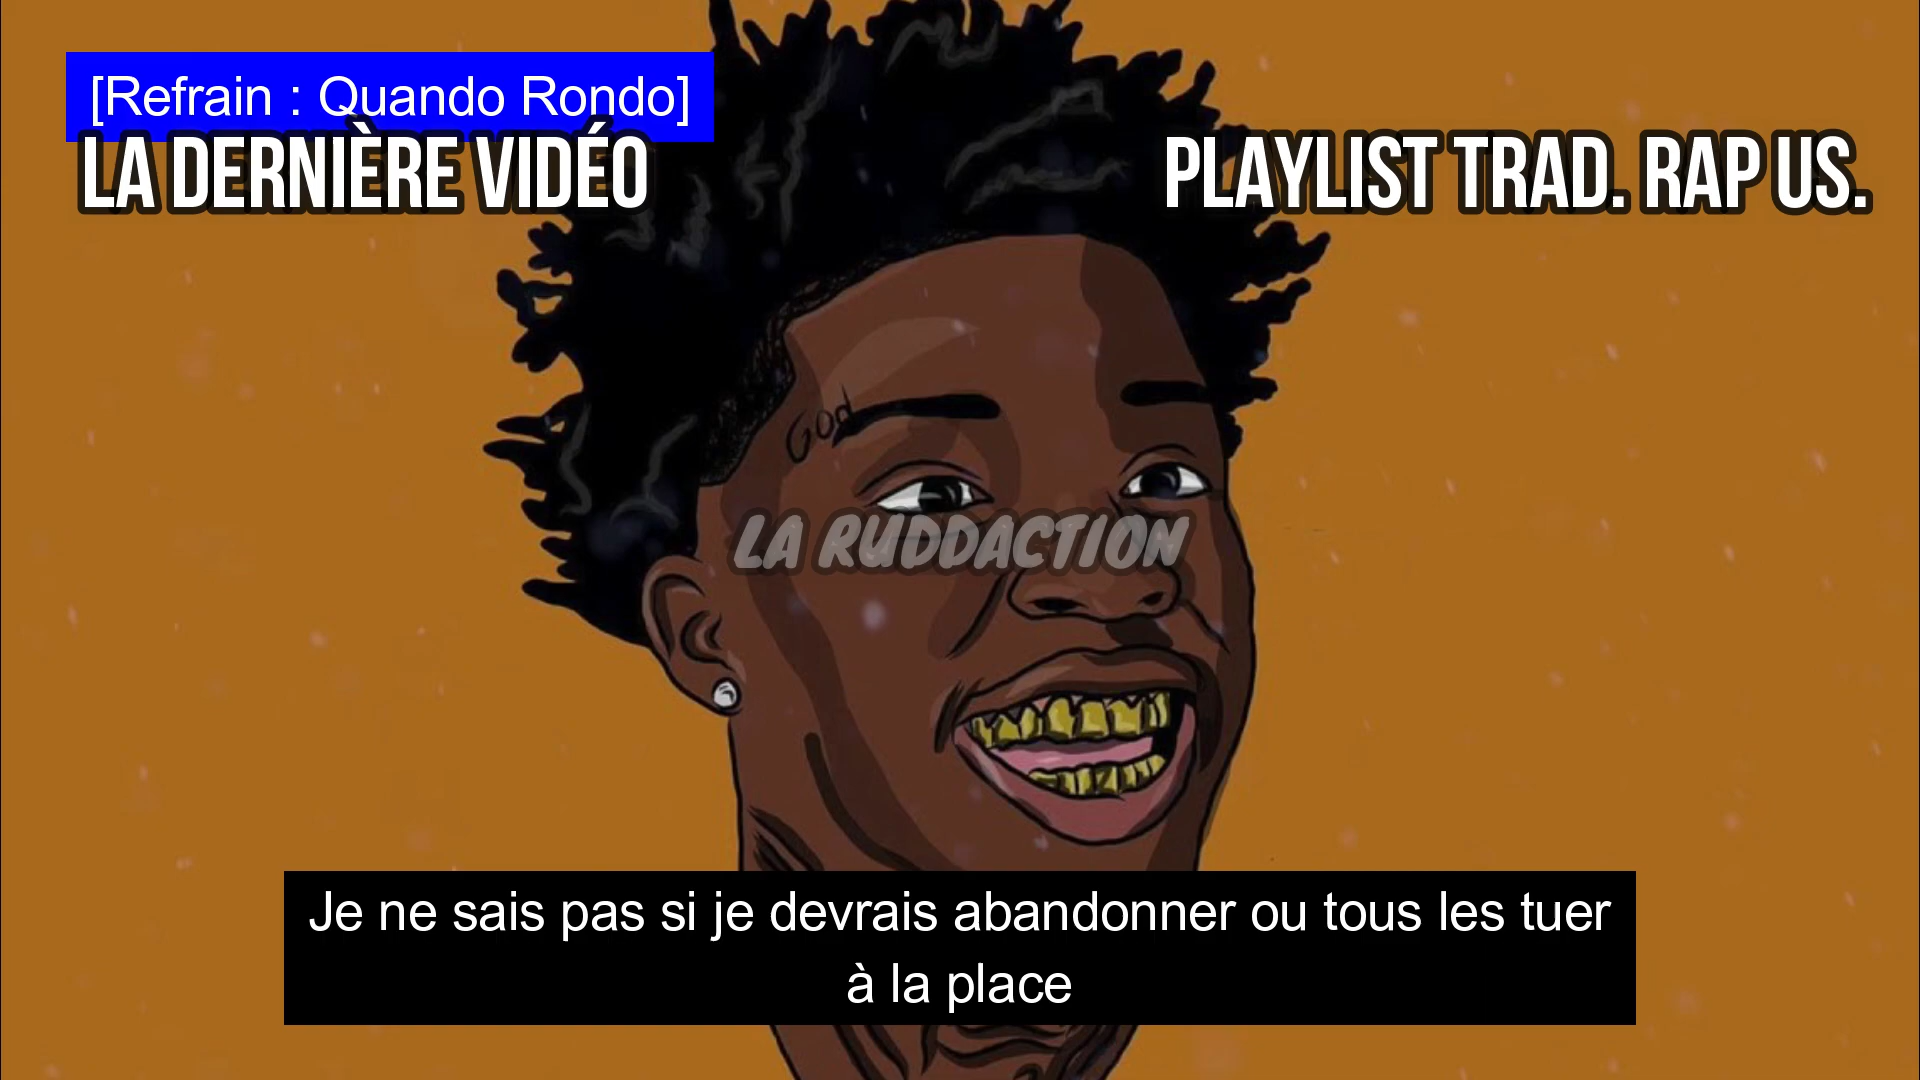 [Refrain : Quando Rondo]
LA DERNIÈRE VIDÉO
PLAYLIST TRAD. RAP US.
God
LA RUDDACTION
Je ne sais pas si je devrais abandonner ou tous les tuer
à la place